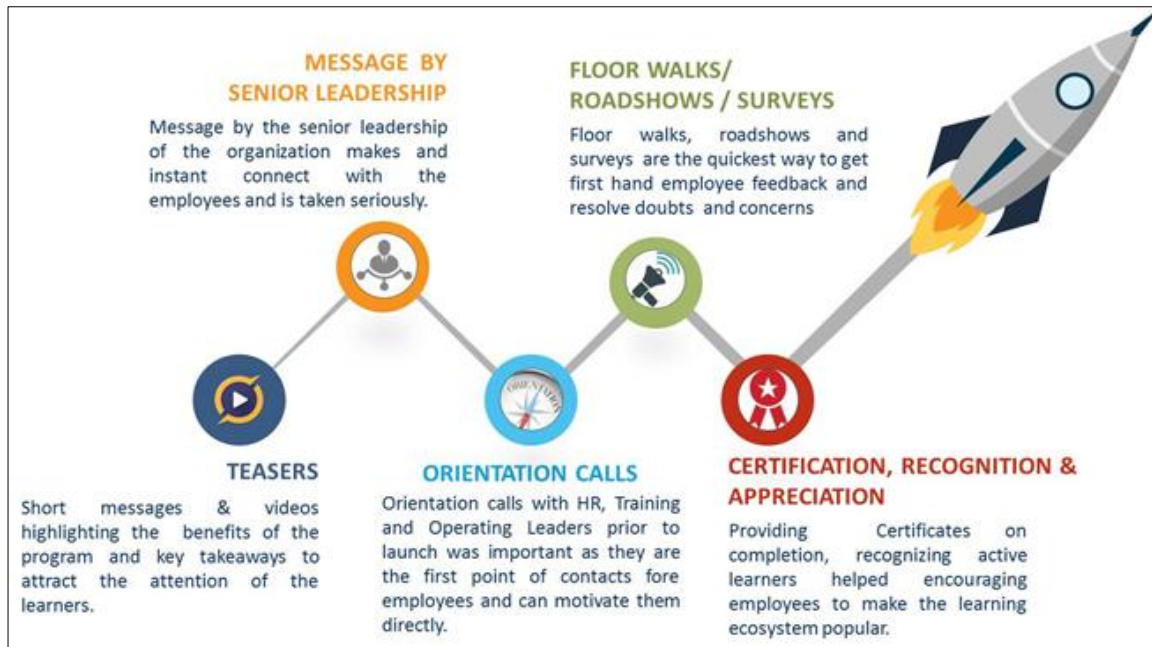 MESSAGE BY
SENIOR LEADERSHIP
Message by the senior leadership
of the organization makes and
instant connect with the
employees and is taken seriously.
FLOOR WALKS/
ROADSHOWS / SURVEYS
Floor walks, roadshows and
surveys are the quickest way to get
first hand employee feedback and
resolve doubts and concerns
ORIENTATION
TEASERS
Short messages & videos
highlighting the benefits of the
program and key takeaways to
attract the attention of the
learners.
ORIENTATION CALLS
Orientation calls with HR, Training
and Operating Leaders prior to
launch was important as they are
the first point of contacts fore
employees and can motivate them
directly.
CERTIFICATION, RECOGNITION &
APPRECIATION
Providing Certificates on
completion, recognizing active
learners helped encouraging
employees to make the learning
ecosystem popular.